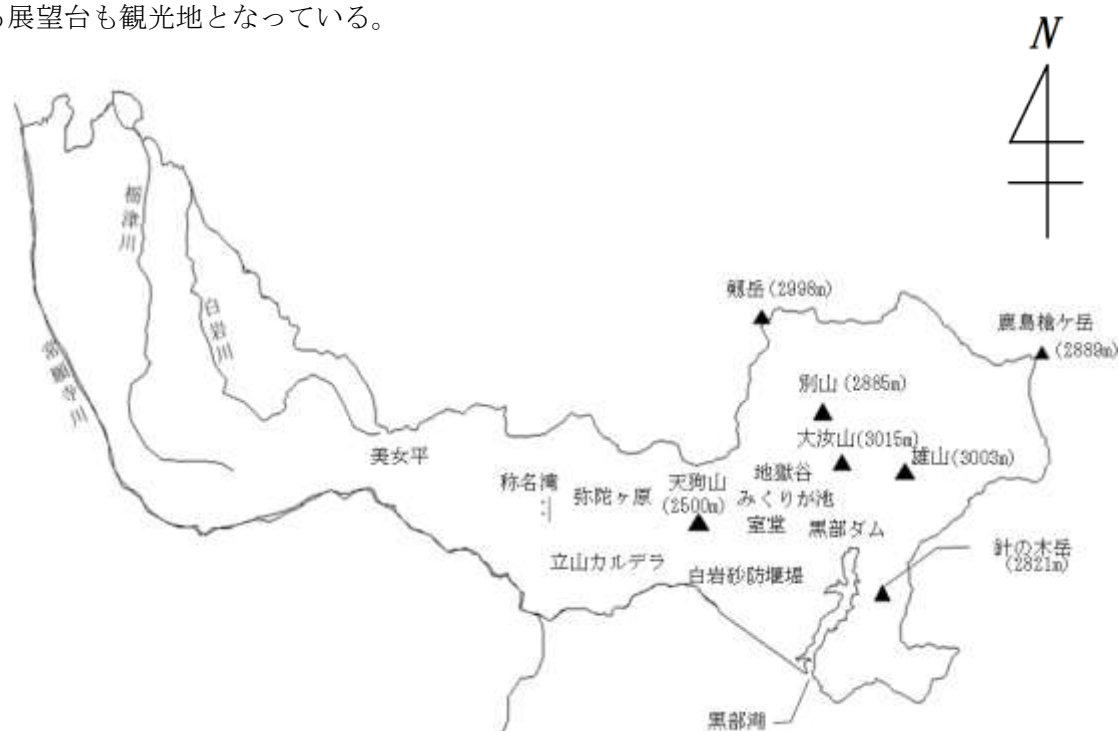 る展望台も観光地となっている。
N
栃津川
白岩川
常願寺川
剱岳(2998m)
鹿島槍ケ岳
(2889m)
別山(2885m)
大汝山(3015m)
雄山(3003m)
美女平
称名滝
弥陀ヶ原
天狗山
(2500m)
地獄谷
みくりが池
室堂
黒部ダム
針の木岳
(2821m)
立山カルデラ
白岩砂防堰堤
黒部湖